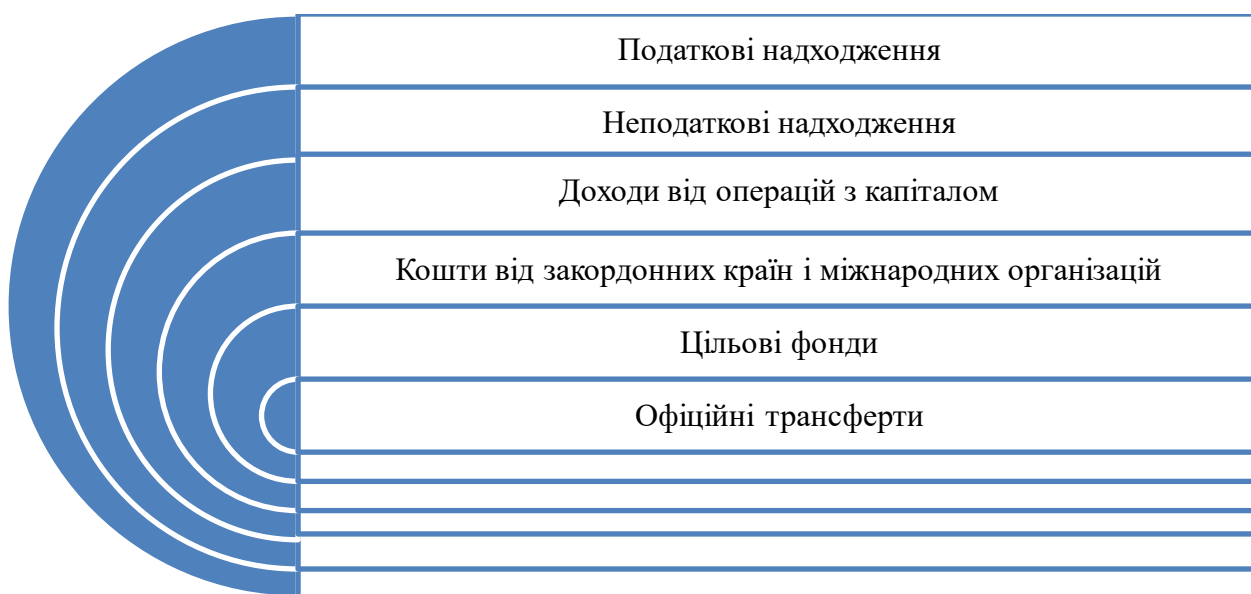 Податкові надходження
Неподаткові надходження
Доходи від операцій з капіталом
Кошти від закордонних країн і міжнародних організацій
Цільові фонди
Офіційні трансферти